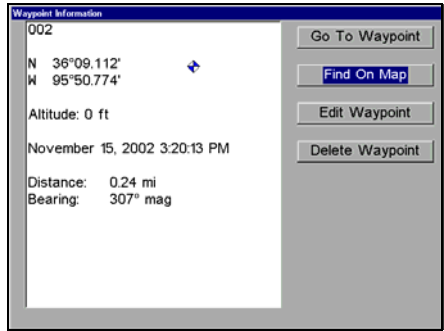 Waypoint Information
002
N 36°09.112'
W 95°50.774'
Altitude: 0 ft
November 15, 2002 3:20:13 PM
Distance: 0.24 mi
Bearing: 307° mag
Go To Waypoint
Find On Map
Edit Waypoint
Delete Waypoint